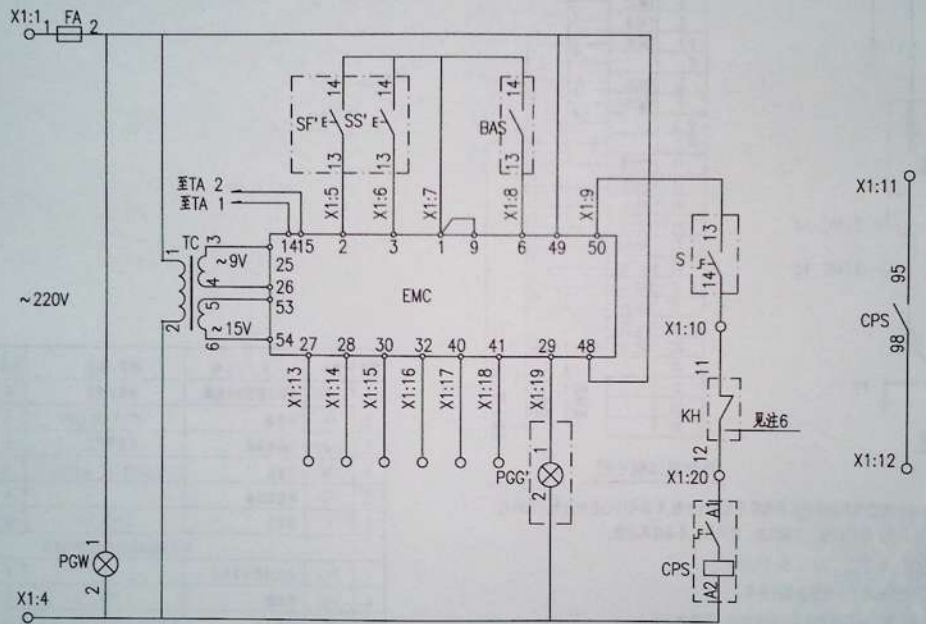 X1:1 1 FA 2
14 14 14
SF' E SS' E BAS
13 13 13
X1:11
至TA 2
至TA 1
X1:5 X1:6 X1:7 X1:8 X1:9
13
S
14
TC 3 1415 2 3 1 9 6 49 50
1 ~9V 25
4 26
EMC
95
~220V
5 53
CPS
2 ~15V
98
6 54
X1:10
27 28 30 32 40 41 29 48
X1:13 X1:14 X1:15 X1:16 X1:17 X1:18 X1:19
11
KH
见注6
12
X1:12
1
PGG'
2
X1:20
A1
1
PGW
2
CPS
A2
X1:4